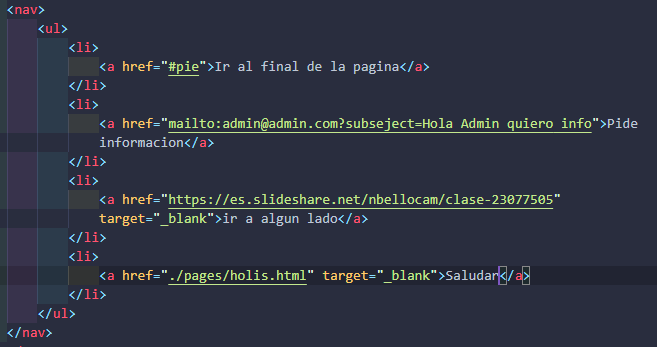 <nav>
<ul>
<li>
<a href="#pie">Ir al final de la pagina</a>
</li>
<li>
<a href="mailto:admin@admin.com?subseject=Hola Admin quiero info">Pide
informacion</a>
</li>
<li>
<a href="https://es.slideshare.net/nbellocam/clase-23077505"
target="_blank">ir a algun lado</a>
</li>
<li>
<a href="./pages/holis.html" target="_blank">Saludar</a>
</li>
</ul>
</nav>